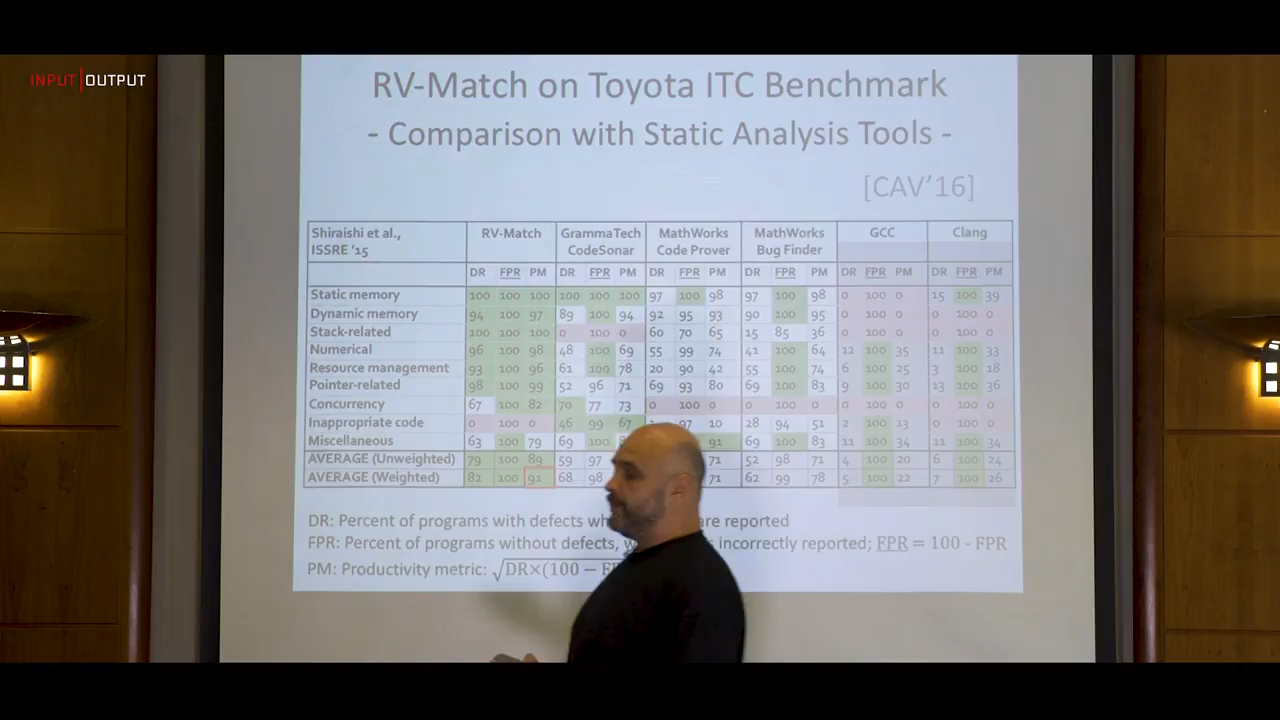 INPUT|OUTPUT
RV-Match on Toyota ITC Benchmark
- Comparison with Static Analysis Tools -
[CAV'16]
Shiraishi et al., ISSRE '15 RV-Match GrammaTech CodeSonar MathWorks Code Prover MathWorks Bug Finder GCC Clang
DR FPR PM DR FPR PM DR FPR PM DR FPR PM DR FPR PM DR FPR PM
Static memory 100 100 100 100 100 100 97 100 98 97 100 98 0 100 0 15 100 39
Dynamic memory 94 100 97 89 100 94 92 95 93 90 100 95 0 100 0 0 100 0
Stack-related 100 100 100 0 100 0 60 70 65 15 85 36 0 100 0 0 100 0
Numerical 96 100 98 48 100 69 55 99 74 41 100 64 12 100 35 11 100 33
Resource management 93 100 96 61 100 78 20 90 42 55 100 74 6 100 25 3 100 18
Pointer-related 98 100 99 52 96 71 69 93 80 69 100 83 9 100 30 13 100 36
Concurrency 67 100 82 70 77 73 0 100 0 0 100 0 0 100 0 0 100 0
Inappropriate code 0 100 0 46 99 67 97 10 28 94 51 2 100 13 0 100 0
Miscellaneous 63 100 79 69 100 91 69 100 83 11 100 34 11 100 34
AVERAGE (Unweighted) 79 100 89 59 97 71 52 98 71 4 100 20 6 100 24
AVERAGE (Weighted) 82 100 91 68 98 71 62 99 78 5 100 22 7 100 26
DR: Percent of programs with defects are reported
FPR: Percent of programs without defects, incorrectly reported; FPR = 100 - FPR
PM: Productivity metric: √DR×(100 −